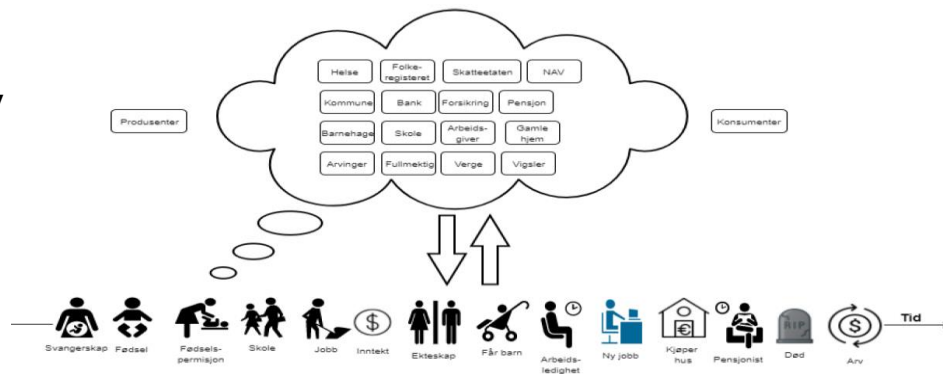 Helse
Folke-
registeret
Skatteetaten
NAV
Kommune
Bank
Forsikring
Pensjon
Produsenter
Konsumenter
Barnehage
Skole
Arbeids-
giver
Gamle
hjem
Arvinger
Fullmektig
Verge
Vigsler
Svangerskap
Fødsel
Fødsels-
permisjon
Skole
Jobb
$
Inntekt
Ekteskap
Får barn
Arbeids-
ledighet
Ny jobb
€
Kjøper
hus
Pensjonist
RIP
Død
$
Arv
Tid